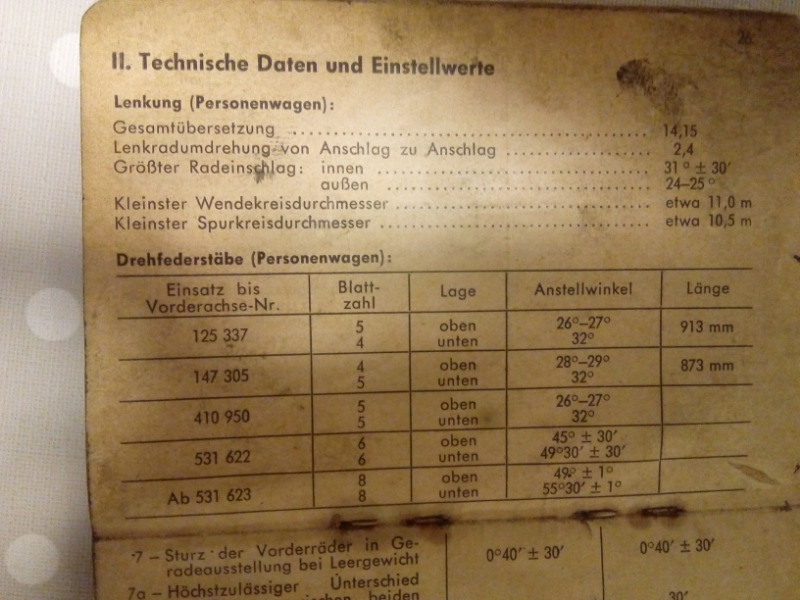 26
II. Technische Daten und Einstellwerte
Lenkung (Personenwagen):
Gesamtübersetzung ........................................ 14,15
Lenkradumdrehung von Anschlag zu Anschlag ................ 2,4
Größter Radeinschlag: innen .............................. 31° ± 30′
außen .............................. 24–25°
Kleinster Wendekreisdurchmesser .......................... etwa 11,0 m
Kleinster Spurkreisdurchmesser ........................... etwa 10,5 m
Drehfederstäbe (Personenwagen):
Einsatz bis Vorderachse-Nr. Blatt-zahl Lage Anstellwinkel Länge
125 337 5 oben 26°–27° 913 mm
4 unten 32°
147 305 4 oben 28°–29° 873 mm
5 unten 32°
410 950 5 oben 26°–27°
5 unten 32°
531 622 6 oben 45° ± 30′
6 unten 49°30′ ± 30′
Ab 531 623 8 oben 49° ± 1°
8 unten 55°30′ ± 1°
7 – Sturz der Vorderräder in Ge- 0°40′ ± 30′ 0°40′ ± 30′
radeausstellung bei Leergewicht
7a – Höchstzulässiger Unterschied 30′
beiden